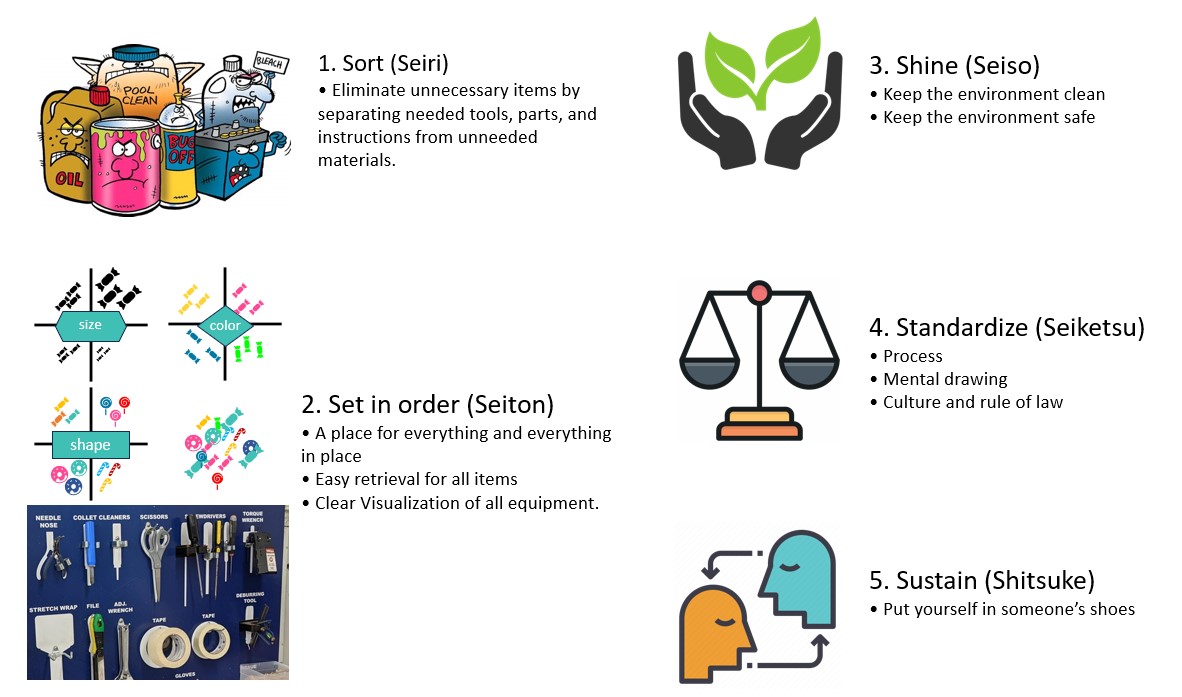 BLEACH
POOL
CLEAN
OIL
BUG
OFF
1. Sort (Seiri)
• Eliminate unnecessary items by
separating needed tools, parts, and
instructions from unneeded
materials.
size
color
shape
2. Set in order (Seiton)
• A place for everything and everything
in place
• Easy retrieval for all items
• Clear Visualization of all equipment.
NEEDLE
NOSE
COLLET CLEANERS
SCISSORS
TORQUE
WRENCH
STRETCH WRAP
FILE
ADJ.
WRENCH
TAPE
TAPE
DEBURRING
TOOL
GLOVES
3. Shine (Seiso)
• Keep the environment clean
• Keep the environment safe
4. Standardize (Seiketsu)
• Process
• Mental drawing
• Culture and rule of law
5. Sustain (Shitsuke)
• Put yourself in someone’s shoes